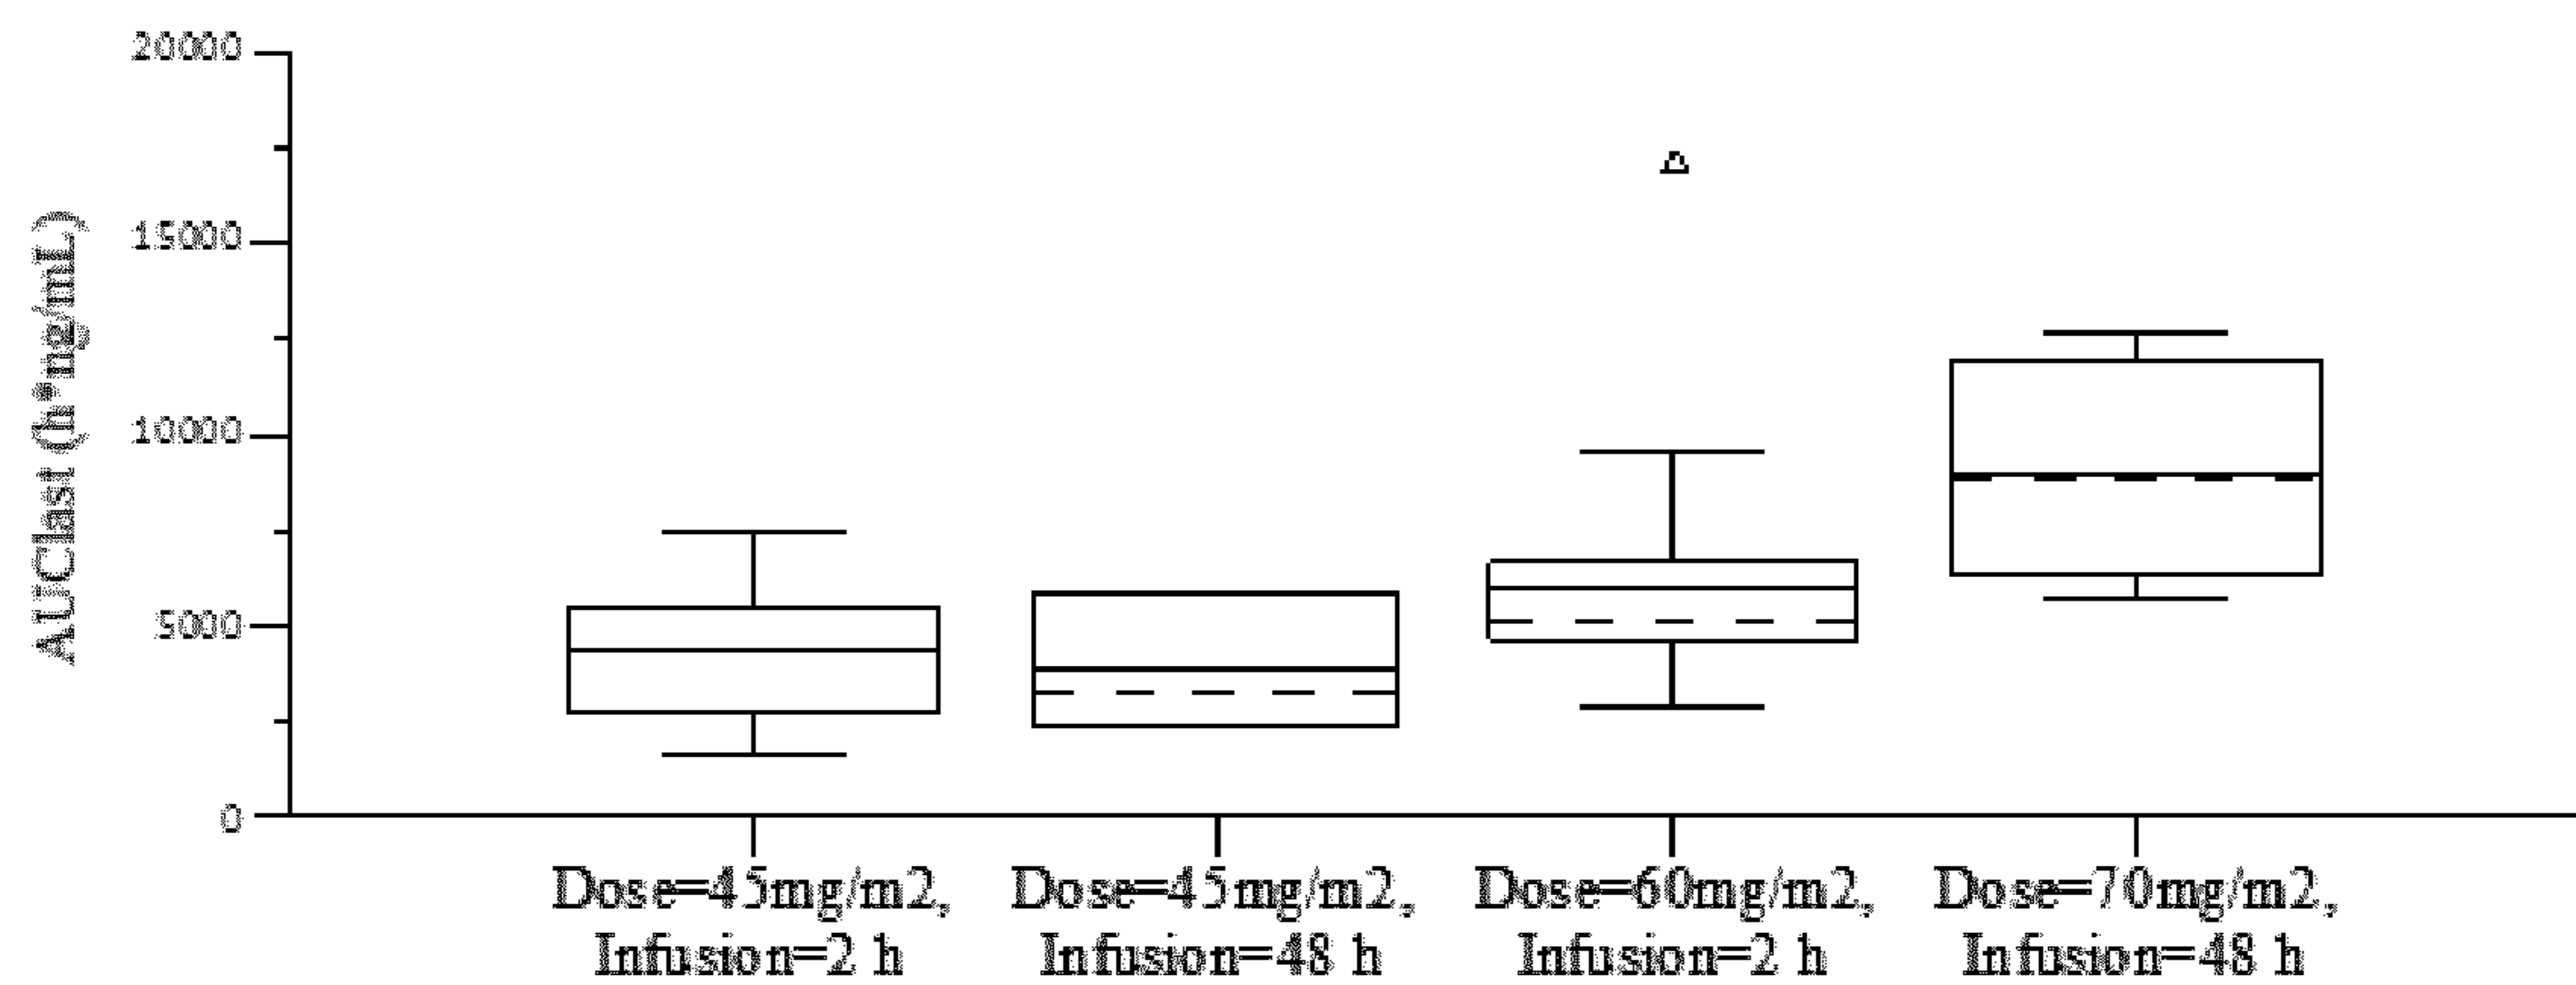 20000
15000
10000
5000
0
AUClast (h*ng/mL)
Dose=45mg/m2,
Infusion=2 h
Dose=45mg/m2,
Infusion=48 h
Dose=60mg/m2,
Infusion=2 h
Dose=70mg/m2,
Infusion=48 h